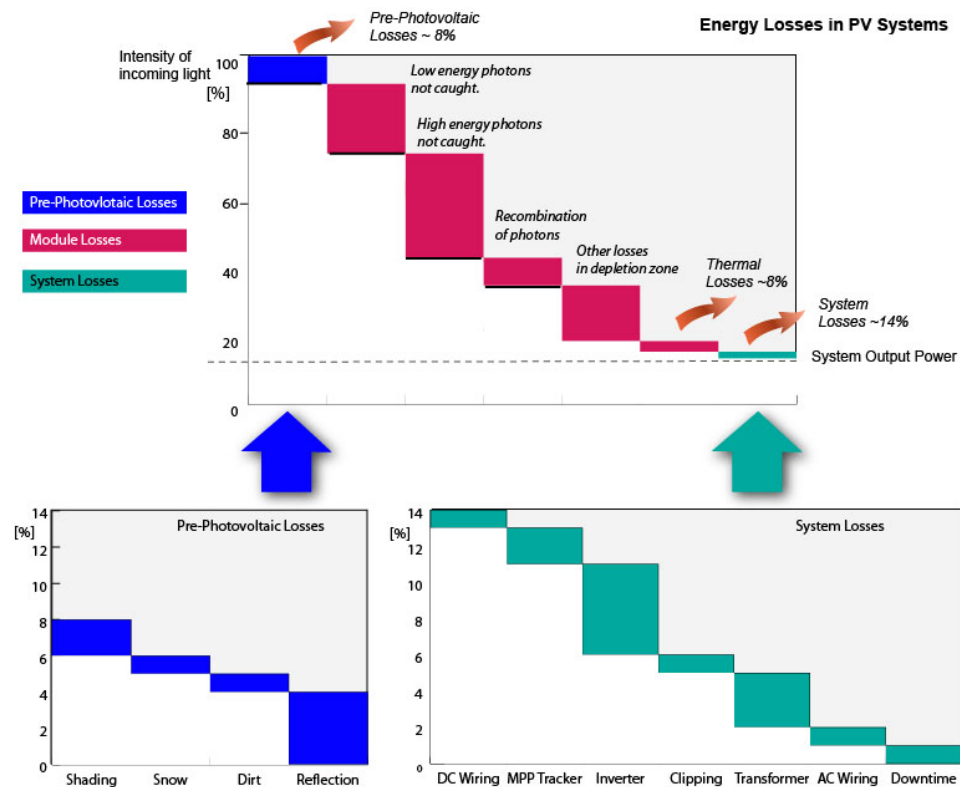 Energy Losses in PV Systems
Pre-Photovoltaic
Losses ~ 8%
Intensity of
incoming light
[%]
100
80
60
40
20
0
Low energy photons
not caught.
High energy photons
not caught.
Recombination
of photons
Other losses
in depletion zone
Thermal
Losses ~8%
System
Losses ~14%
System Output Power
Pre-Photovlotaic Losses
Module Losses
System Losses
Pre-Photovoltaic Losses
[%]
14
12
10
8
6
4
2
0
Shading
Snow
Dirt
Reflection
System Losses
[%]
14
12
10
8
6
4
2
0
DC Wiring
MPP Tracker
Inverter
Clipping
Transformer
AC Wiring
Downtime